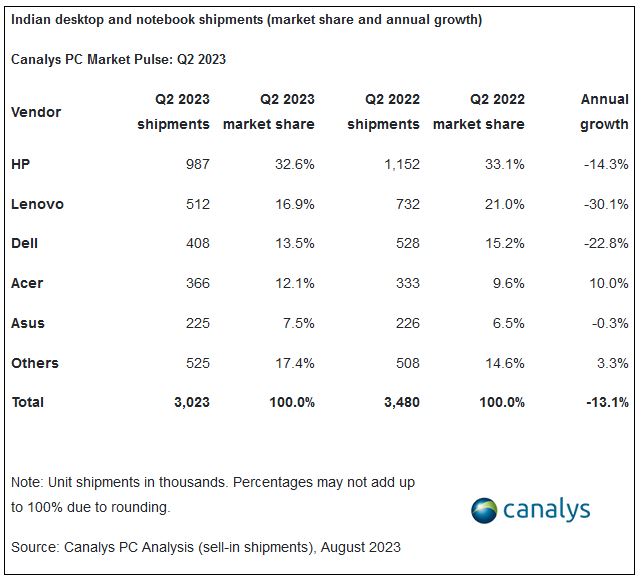 Indian desktop and notebook shipments (market share and annual growth)
Canalys PC Market Pulse: Q2 2023
Vendor Q2 2023 shipments Q2 2023 market share Q2 2022 shipments Q2 2022 market share Annual growth
HP 987 32.6% 1,152 33.1% -14.3%
Lenovo 512 16.9% 732 21.0% -30.1%
Dell 408 13.5% 528 15.2% -22.8%
Acer 366 12.1% 333 9.6% 10.0%
Asus 225 7.5% 226 6.5% -0.3%
Others 525 17.4% 508 14.6% 3.3%
Total 3,023 100.0% 3,480 100.0% -13.1%
Note: Unit shipments in thousands. Percentages may not add up
to 100% due to rounding.
canalys
Source: Canalys PC Analysis (sell-in shipments), August 2023